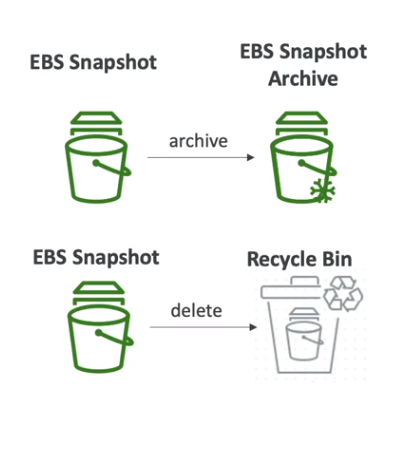 EBS Snapshot
EBS Snapshot
Archive
archive
EBS Snapshot
Recycle Bin
delete